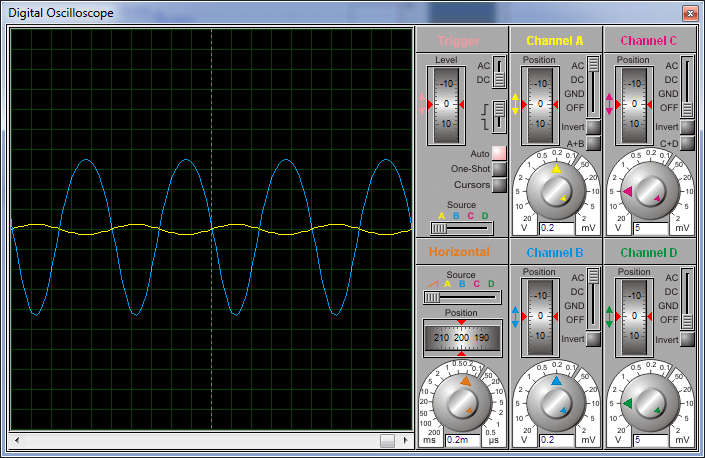 Digital Oscilloscope
Trigger
Level
AC
DC
-10
0
10
Auto
One-Shot
Cursors
Source
A B C D
Channel A
Position
AC
DC
GND
OFF
-10
0
10
Invert
A+B
0.2
V
0.2
mV
Channel C
Position
AC
DC
GND
OFF
-10
0
10
Invert
C+D
V
5
mV
Horizontal
Source
A B C D
Position
210 200 190
ms
0.2m
µs
Channel B
Position
AC
DC
GND
OFF
-10
0
10
Invert
V
0.2
mV
Channel D
Position
AC
DC
GND
OFF
-10
0
10
Invert
V
5
mV